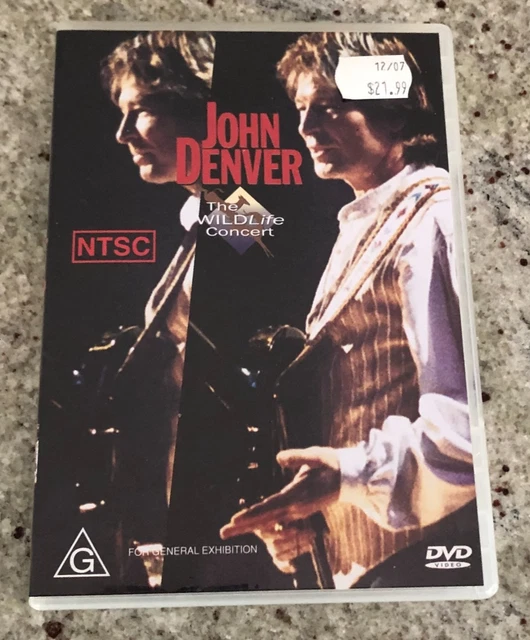 12/07
$21.99
JOHN
DENVER
The
WILDLife
Concert
NTSC
G
FOR GENERAL EXHIBITION
DVD
VIDEO